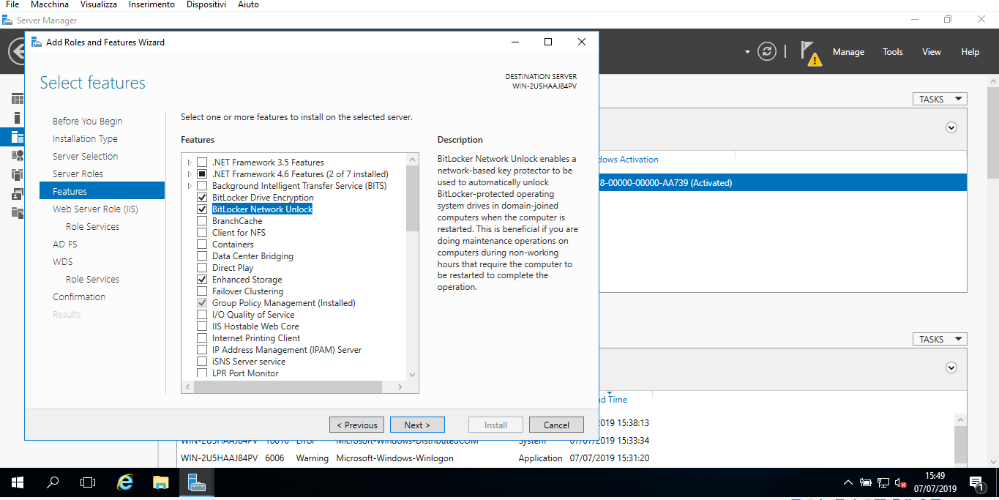 File Macchina Visualizza Inserimento Dispositivi Aiuto
Server Manager
Add Roles and Features Wizard
Manage Tools View Help
Select features
DESTINATION SERVER
WIN-2U5HAAJ84PV
Before You Begin
Installation Type
Server Selection
Server Roles
Features
Web Server Role (IIS)
Role Services
AD FS
WDS
Role Services
Confirmation
Results
Select one or more features to install on the selected server.
Features
.NET Framework 3.5 Features
.NET Framework 4.6 Features (2 of 7 installed)
Background Intelligent Transfer Service (BITS)
BitLocker Drive Encryption
BitLocker Network Unlock
BranchCache
Client for NFS
Containers
Data Center Bridging
Direct Play
Enhanced Storage
Failover Clustering
Group Policy Management (Installed)
I/O Quality of Service
IIS Hostable Web Core
Internet Printing Client
IP Address Management (IPAM) Server
iSNS Server service
LPR Port Monitor
Description
BitLocker Network Unlock enables a
network-based key protector to be
used to automatically unlock
BitLocker-protected operating
system drives in domain-joined
computers when the computer is
restarted. This is beneficial if you are
doing maintenance operations on
computers during non-working
hours that require the computer to
be restarted to complete the
operation.
< Previous Next > Install Cancel
TASKS
dows Activation
8-00000-00000-AA739 (Activated)
TASKS
d Time
019 15:38:13
WIN-2U5HAAJ84PV 10016 Error Microsoft-Windows-DistributedCOM System 07/07/2019 15:33:34
WIN-2U5HAAJ84PV 6006 Warning Microsoft-Windows-Winlogon Application 07/07/2019 15:31:20
15:49
07/07/2019
1